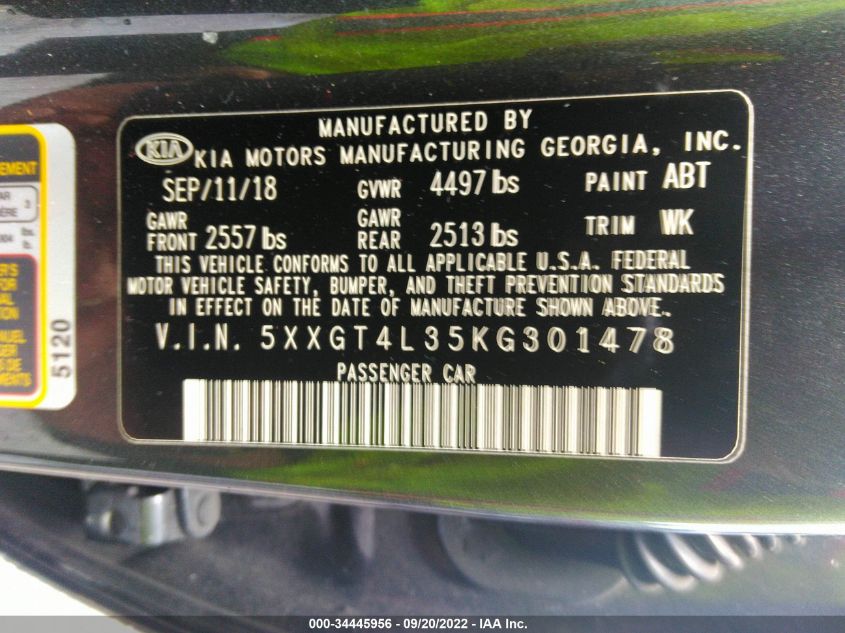 MANUFACTURED BY
KIA KIA MOTORS MANUFACTURING GEORGIA, INC.
SEP/11/18 GVWR 4497 lbs PAINT ABT
GAWR FRONT 2557 lbs GAWR REAR 2513 lbs TRIM WK
THIS VEHICLE CONFORMS TO ALL APPLICABLE U.S.A. FEDERAL
MOTOR VEHICLE SAFETY, BUMPER, AND THEFT PREVENTION STANDARDS
IN EFFECT ON THE DATE OF MANUFACTURE SHOWN ABOVE.
V.I.N. 5XXGT4L35KG301478
PASSENGER CAR
5120
000-34445956 - 09/20/2022 - IAA Inc.